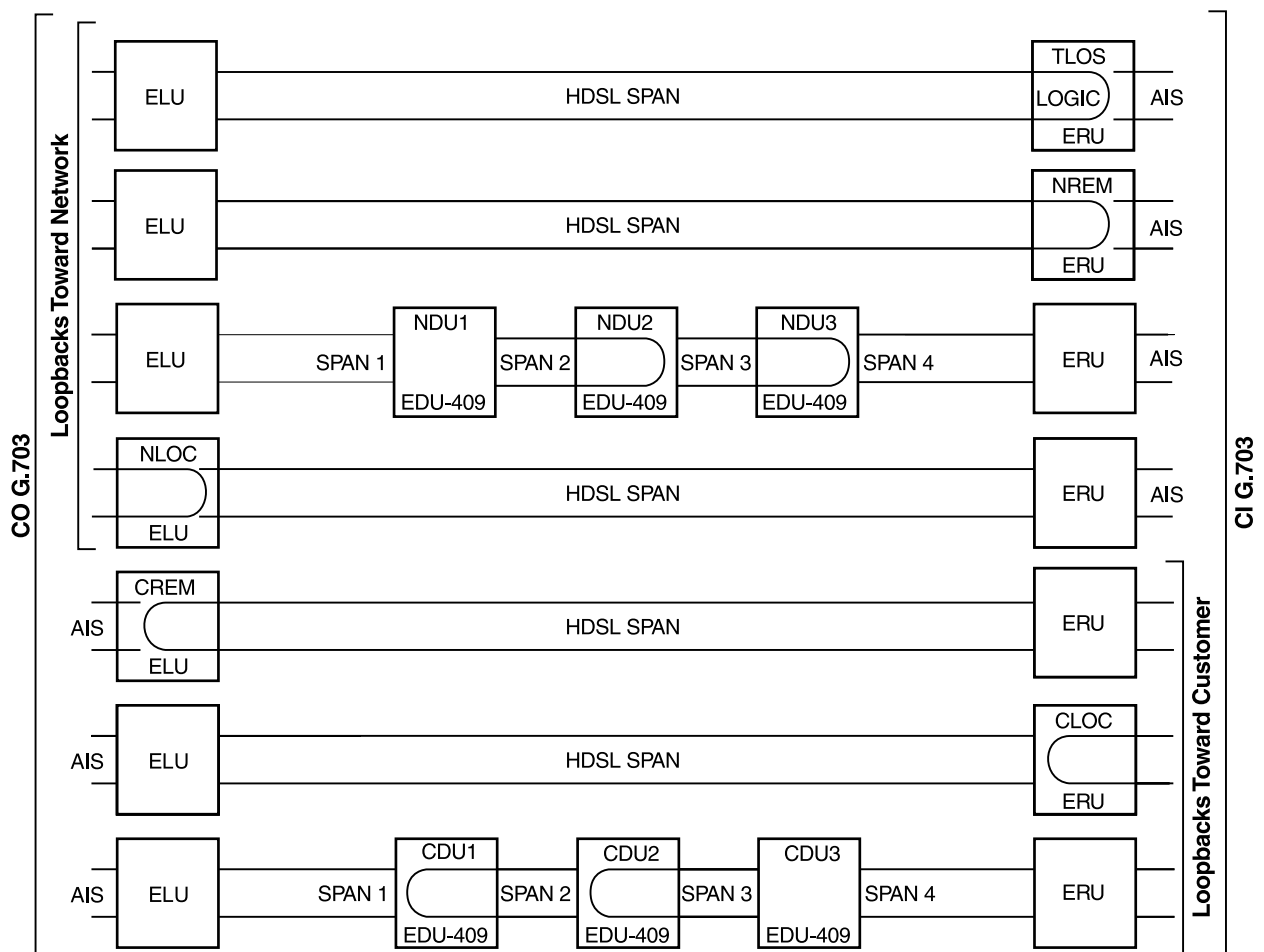 CO G.703
Loopbacks Toward Network
ELU
HDSL SPAN
TLOS
LOGIC
ERU
AIS
ELU
HDSL SPAN
NREM
ERU
AIS
ELU
SPAN 1
NDU1
EDU-409
SPAN 2
NDU2
EDU-409
SPAN 3
NDU3
EDU-409
SPAN 4
ERU
AIS
NLOC
ELU
HDSL SPAN
ERU
AIS
CI G.703
Loopbacks Toward Customer
AIS
CREM
ELU
HDSL SPAN
ERU
AIS
ELU
HDSL SPAN
CLOC
ERU
AIS
ELU
SPAN 1
CDU1
EDU-409
SPAN 2
CDU2
EDU-409
SPAN 3
CDU3
EDU-409
SPAN 4
ERU